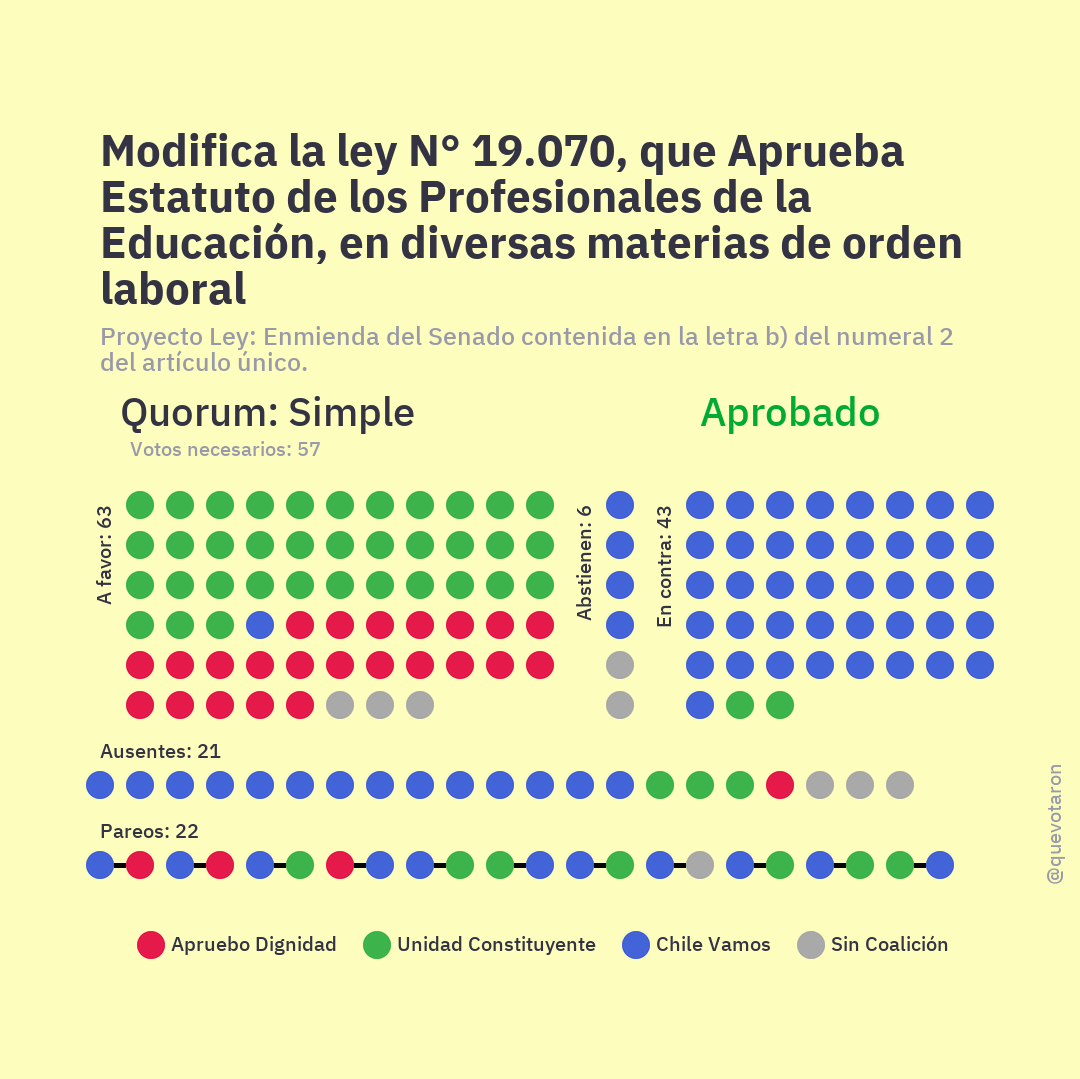 Modifica la ley N° 19.070, que Aprueba
Estatuto de los Profesionales de la
Educación, en diversas materias de orden
laboral
Proyecto Ley: Enmienda del Senado contenida en la letra b) del numeral 2
del artículo único.
Quorum: Simple
Aprobado
Votos necesarios: 57
A favor: 63
Abstienen: 6
En contra: 43
Ausentes: 21
Pareos: 22
@quevotaron
Apruebo Dignidad
Unidad Constituyente
Chile Vamos
Sin Coalición